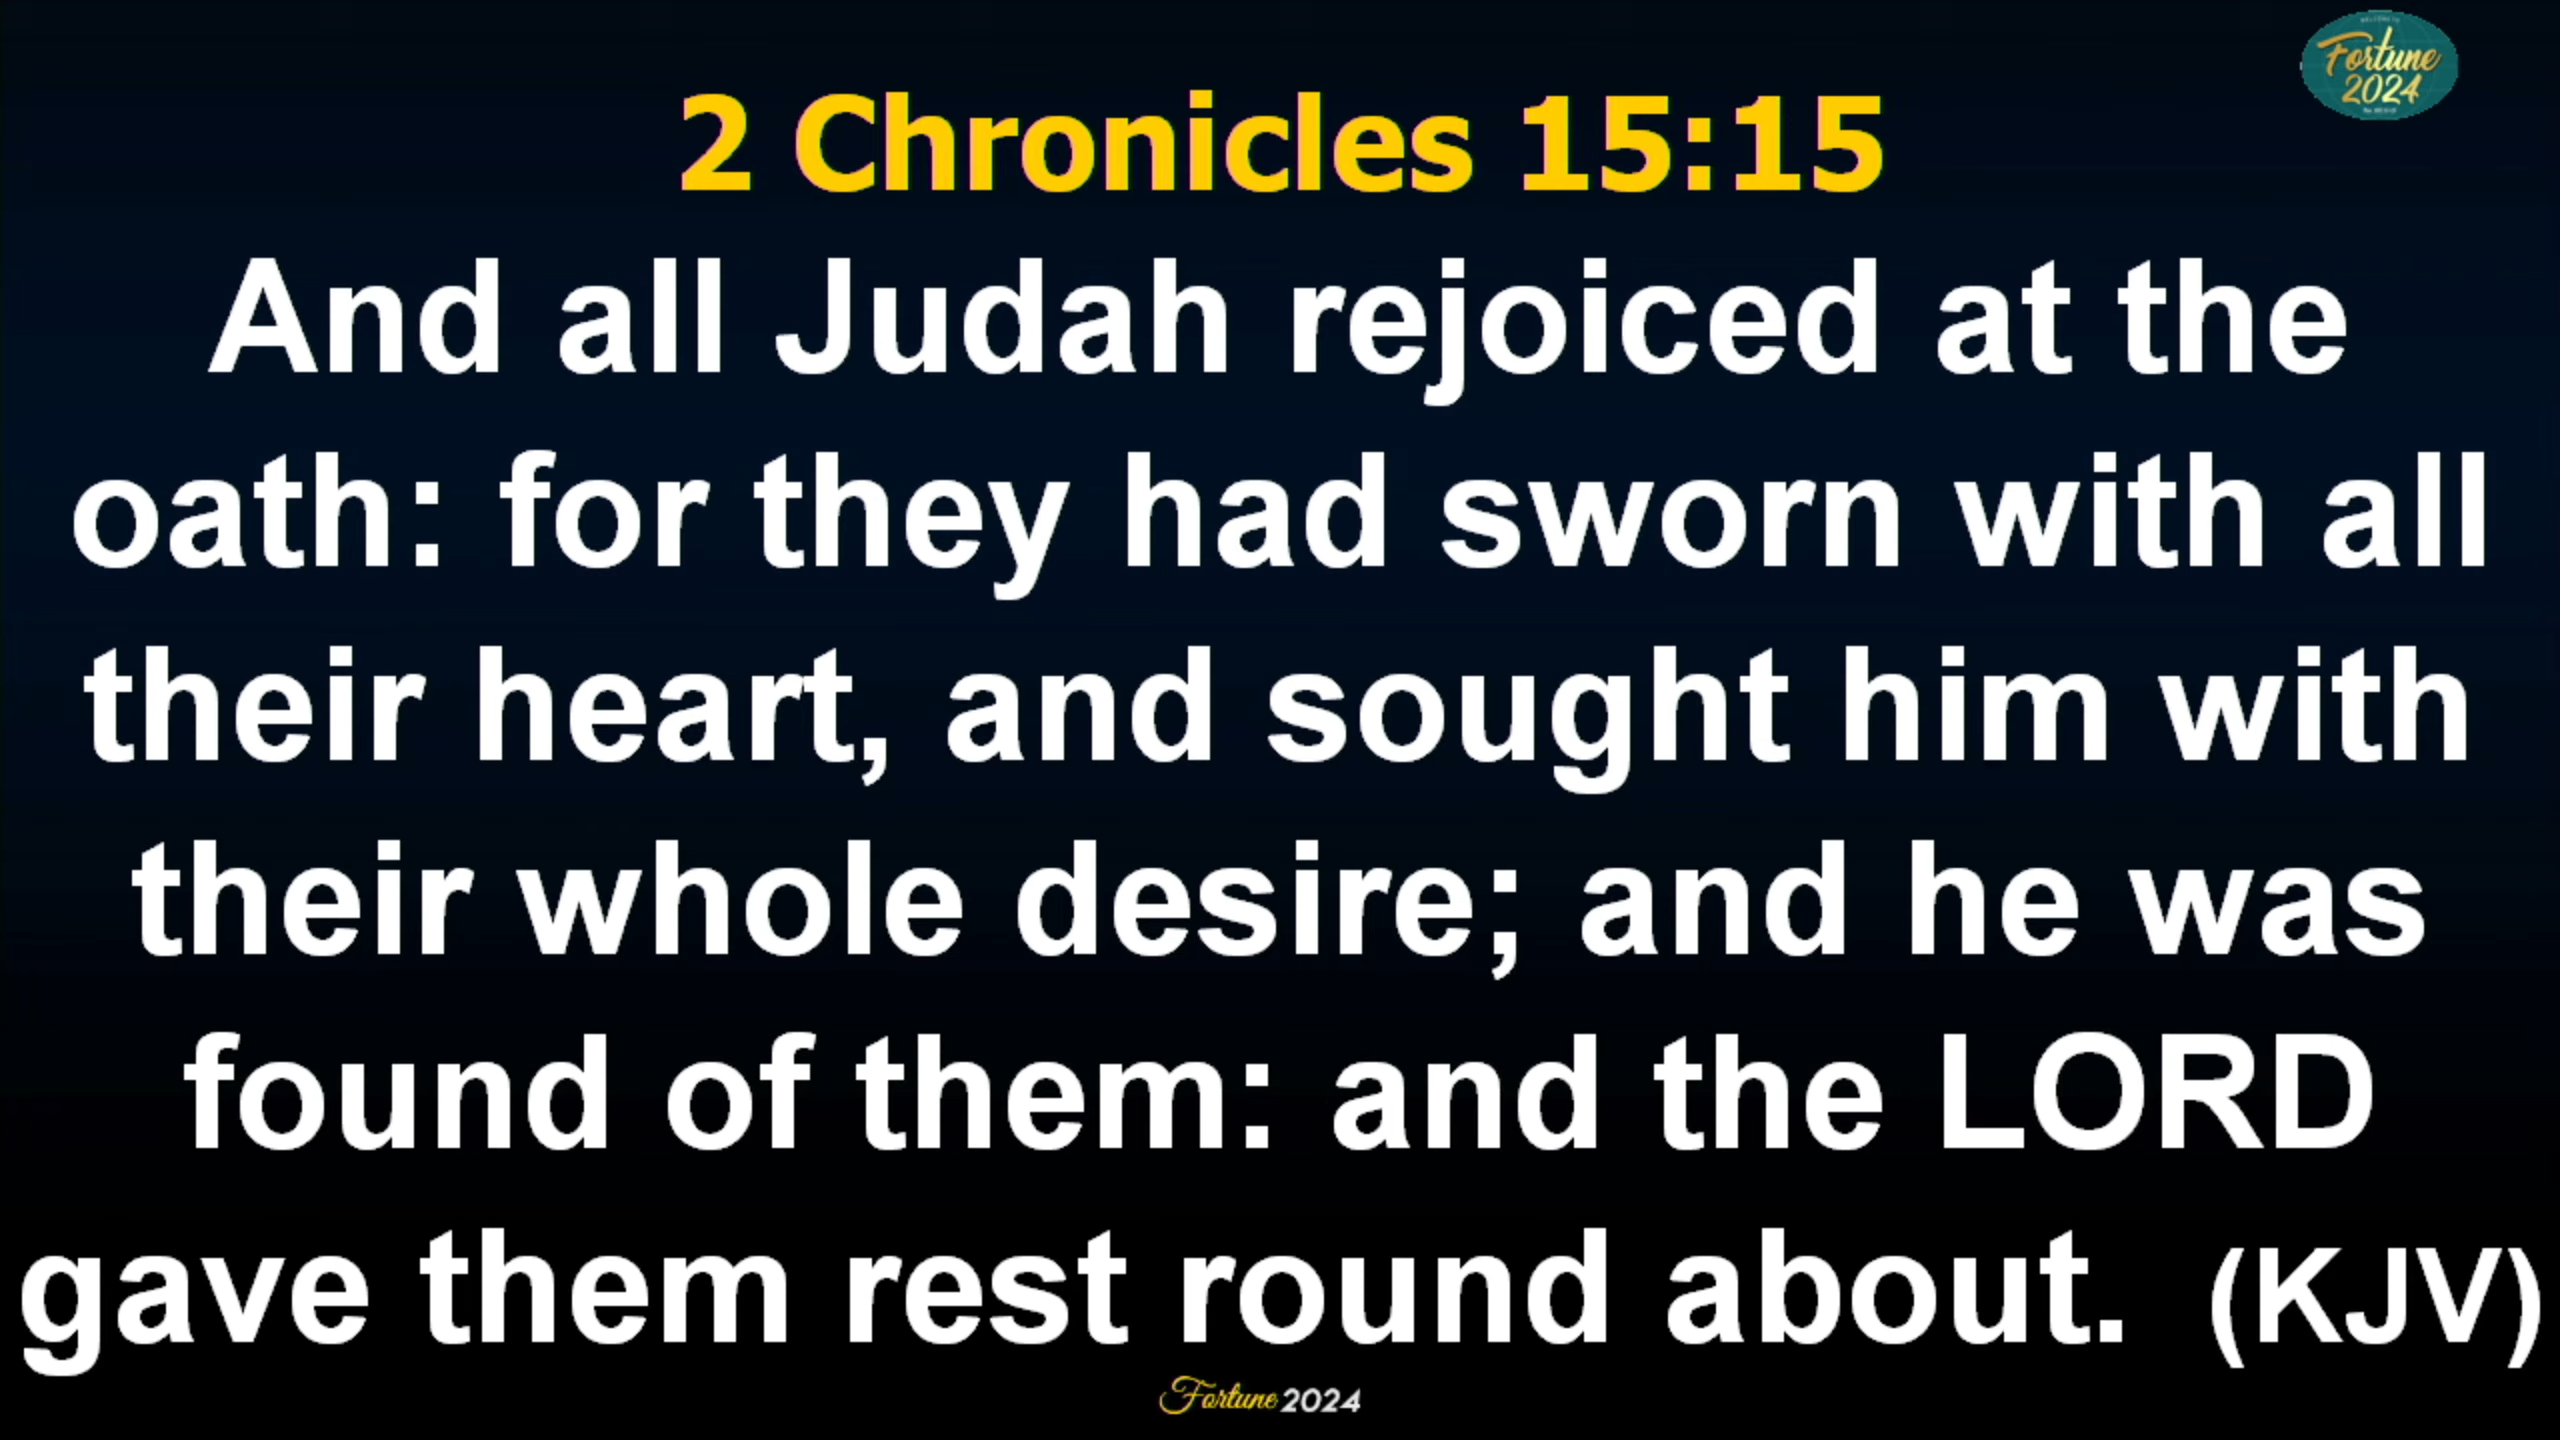 Fortune
2024
2 Chronicles 15:15
And all Judah rejoiced at the
oath: for they had sworn with all
their heart, and sought him with
their whole desire; and he was
found of them: and the LORD
gave them rest round about. (KJV)
Fortune 2024